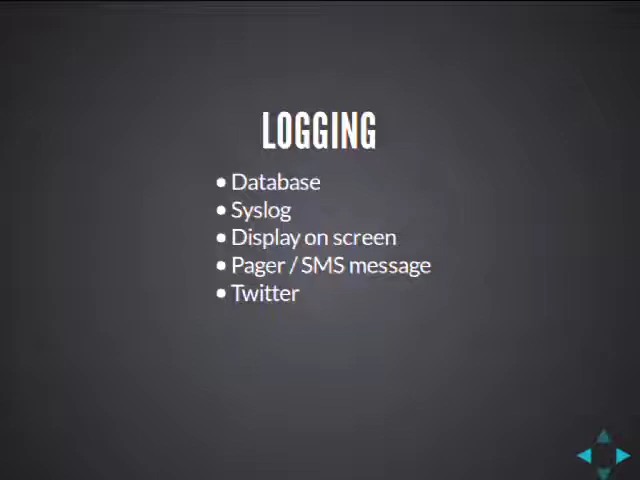 LOGGING
• Database
• Syslog
• Display on screen
• Pager / SMS message
• Twitter